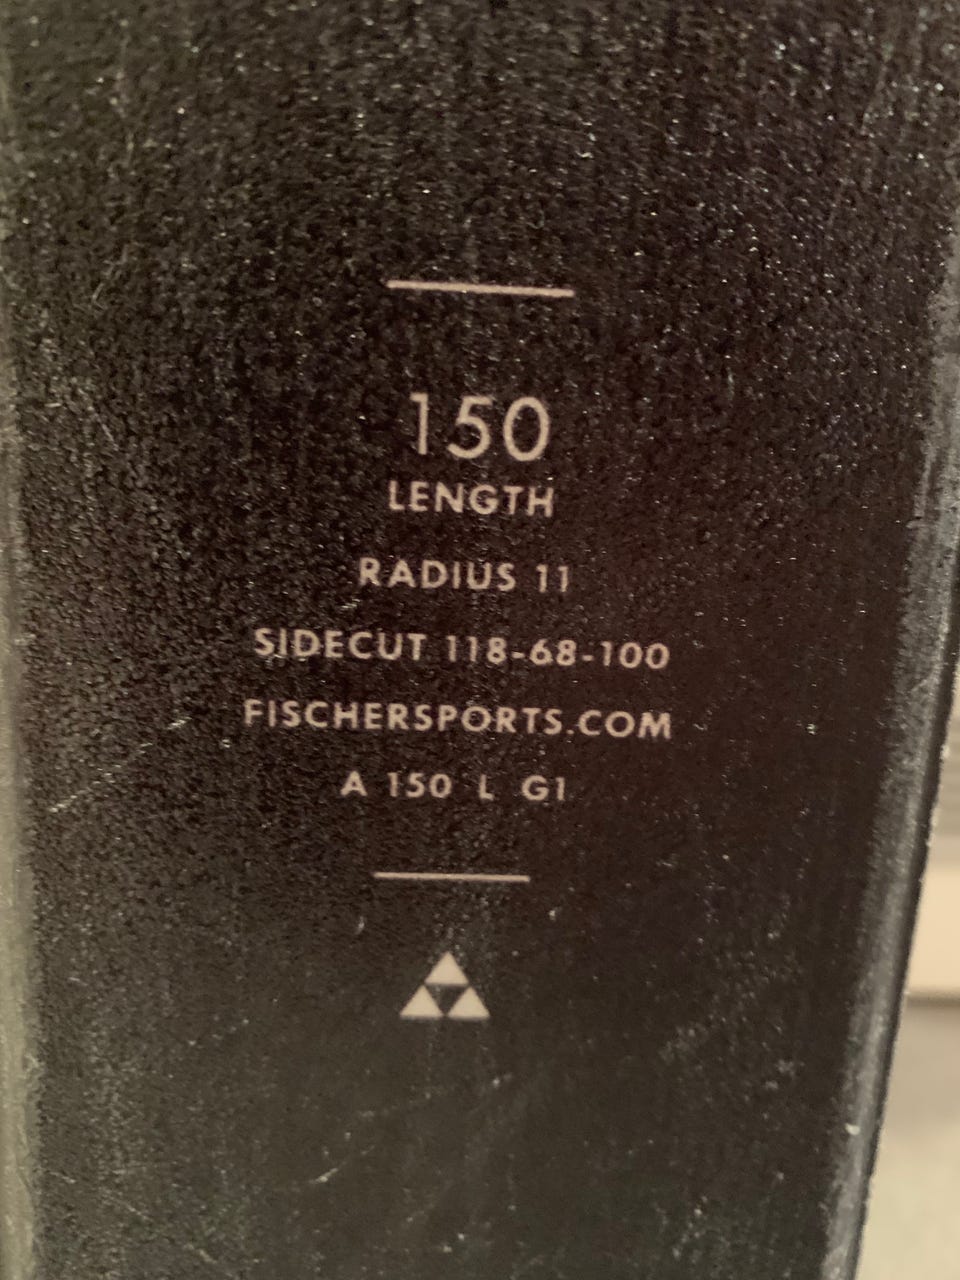 150
LENGTH
RADIUS 11
SIDECUT 118-68-100
FISCHERSPORTS.COM
A 150 L G1